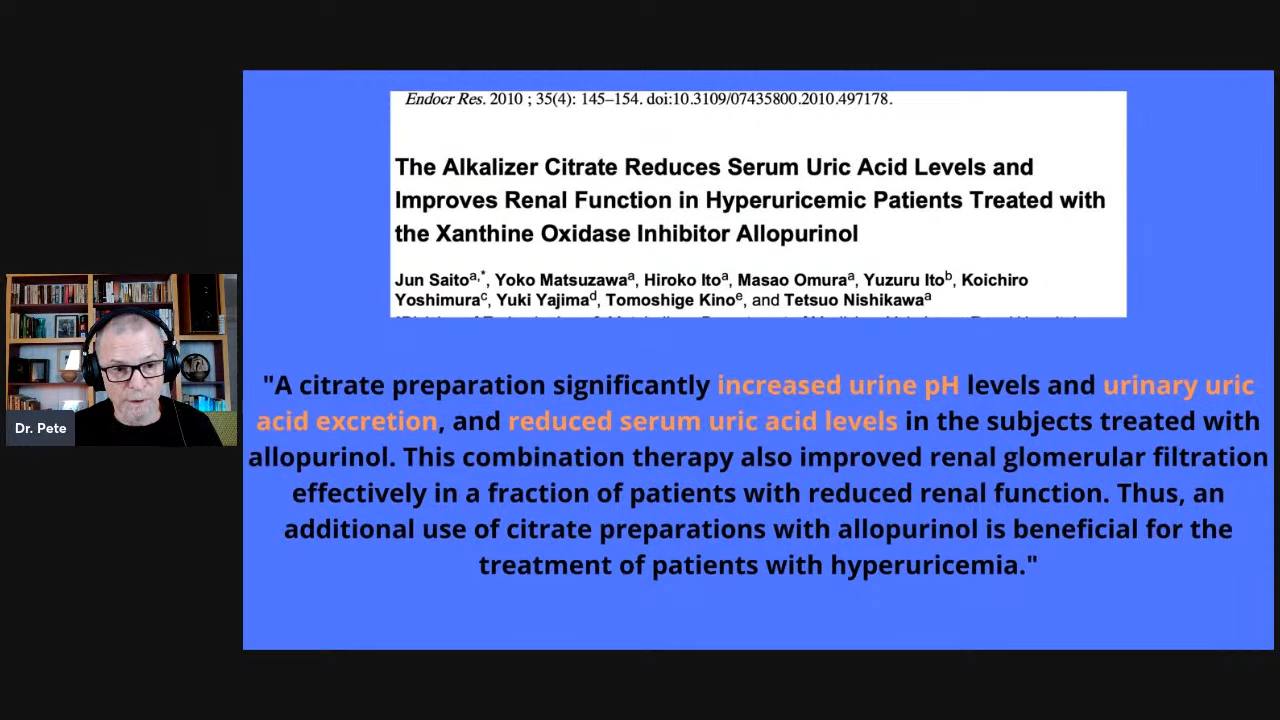 Endocr Res. 2010 ; 35(4): 145–154. doi:10.3109/07435800.2010.497178.
The Alkalizer Citrate Reduces Serum Uric Acid Levels and
Improves Renal Function in Hyperuricemic Patients Treated with
the Xanthine Oxidase Inhibitor Allopurinol
Jun Saitoa,*, Yoko Matsuzawaa, Hiroko Itoa, Masao Omuraa, Yuzuru Itob, Koichiro
Yoshimurac, Yuki Yajimad, Tomoshige Kinoe, and Tetsuo Nishikawaa
Dr. Pete
"A citrate preparation significantly increased urine pH levels and urinary uric
acid excretion, and reduced serum uric acid levels in the subjects treated with
allopurinol. This combination therapy also improved renal glomerular filtration
effectively in a fraction of patients with reduced renal function. Thus, an
additional use of citrate preparations with allopurinol is beneficial for the
treatment of patients with hyperuricemia."